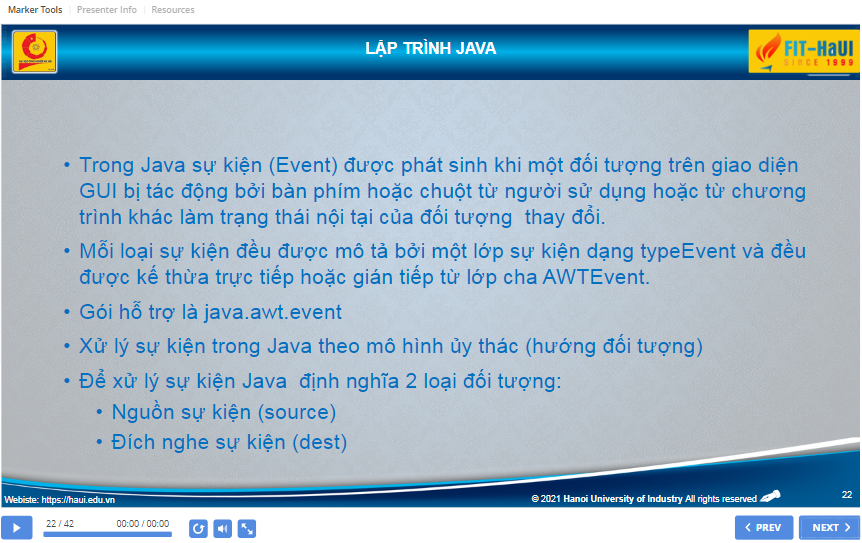 Marker Tools | Presenter Info | Resources
LẬP TRÌNH JAVA
FIT-HaUI
SINCE 1999
• Trong Java sự kiện (Event) được phát sinh khi một đối tượng trên giao diện
GUI bị tác động bởi bàn phím hoặc chuột từ người sử dụng hoặc từ chương
trình khác làm trạng thái nội tại của đối tượng thay đổi.
• Mỗi loại sự kiện đều được mô tả bởi một lớp sự kiện dạng typeEvent và đều
được kế thừa trực tiếp hoặc gián tiếp từ lớp cha AWTEvent.
• Gói hỗ trợ là java.awt.event
• Xử lý sự kiện trong Java theo mô hình ủy thác (hướng đối tượng)
• Để xử lý sự kiện Java định nghĩa 2 loại đối tượng:
• Nguồn sự kiện (source)
• Đích nghe sự kiện (dest)
Webiste: https://haui.edu.vn
© 2021 Hanoi University of Industry All rights reserved
22
22 / 42
00:00 / 00:00
PREV
NEXT